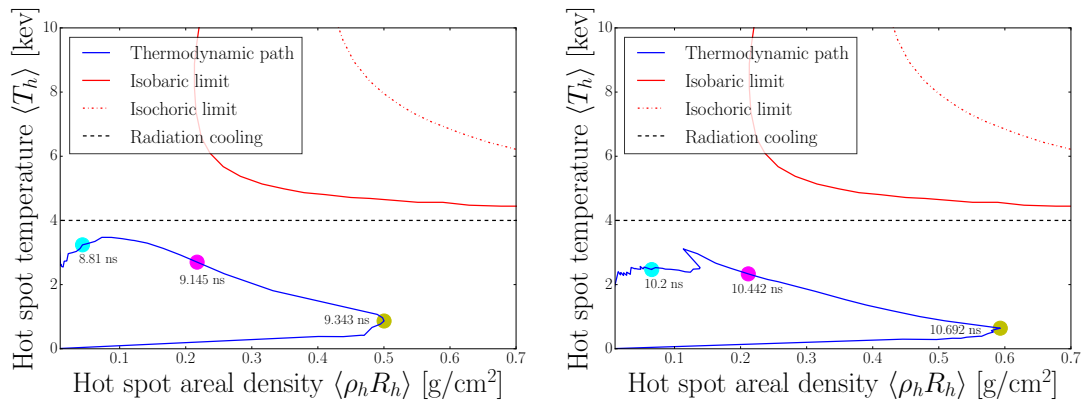 Hot spot temperature ⟨T_h⟩ [kev]
10
8
6
4
2
0
Thermodynamic path
Isobaric limit
Isochoric limit
Radiation cooling
8.81 ns
9.145 ns
9.343 ns
0.1 0.2 0.3 0.4 0.5 0.6 0.7
Hot spot areal density ⟨ρ_h R_h⟩ [g/cm²]
Hot spot temperature ⟨T_h⟩ [kev]
10
8
6
4
2
0
Thermodynamic path
Isobaric limit
Isochoric limit
Radiation cooling
10.2 ns
10.442 ns
10.692 ns
0.1 0.2 0.3 0.4 0.5 0.6 0.7
Hot spot areal density ⟨ρ_h R_h⟩ [g/cm²]